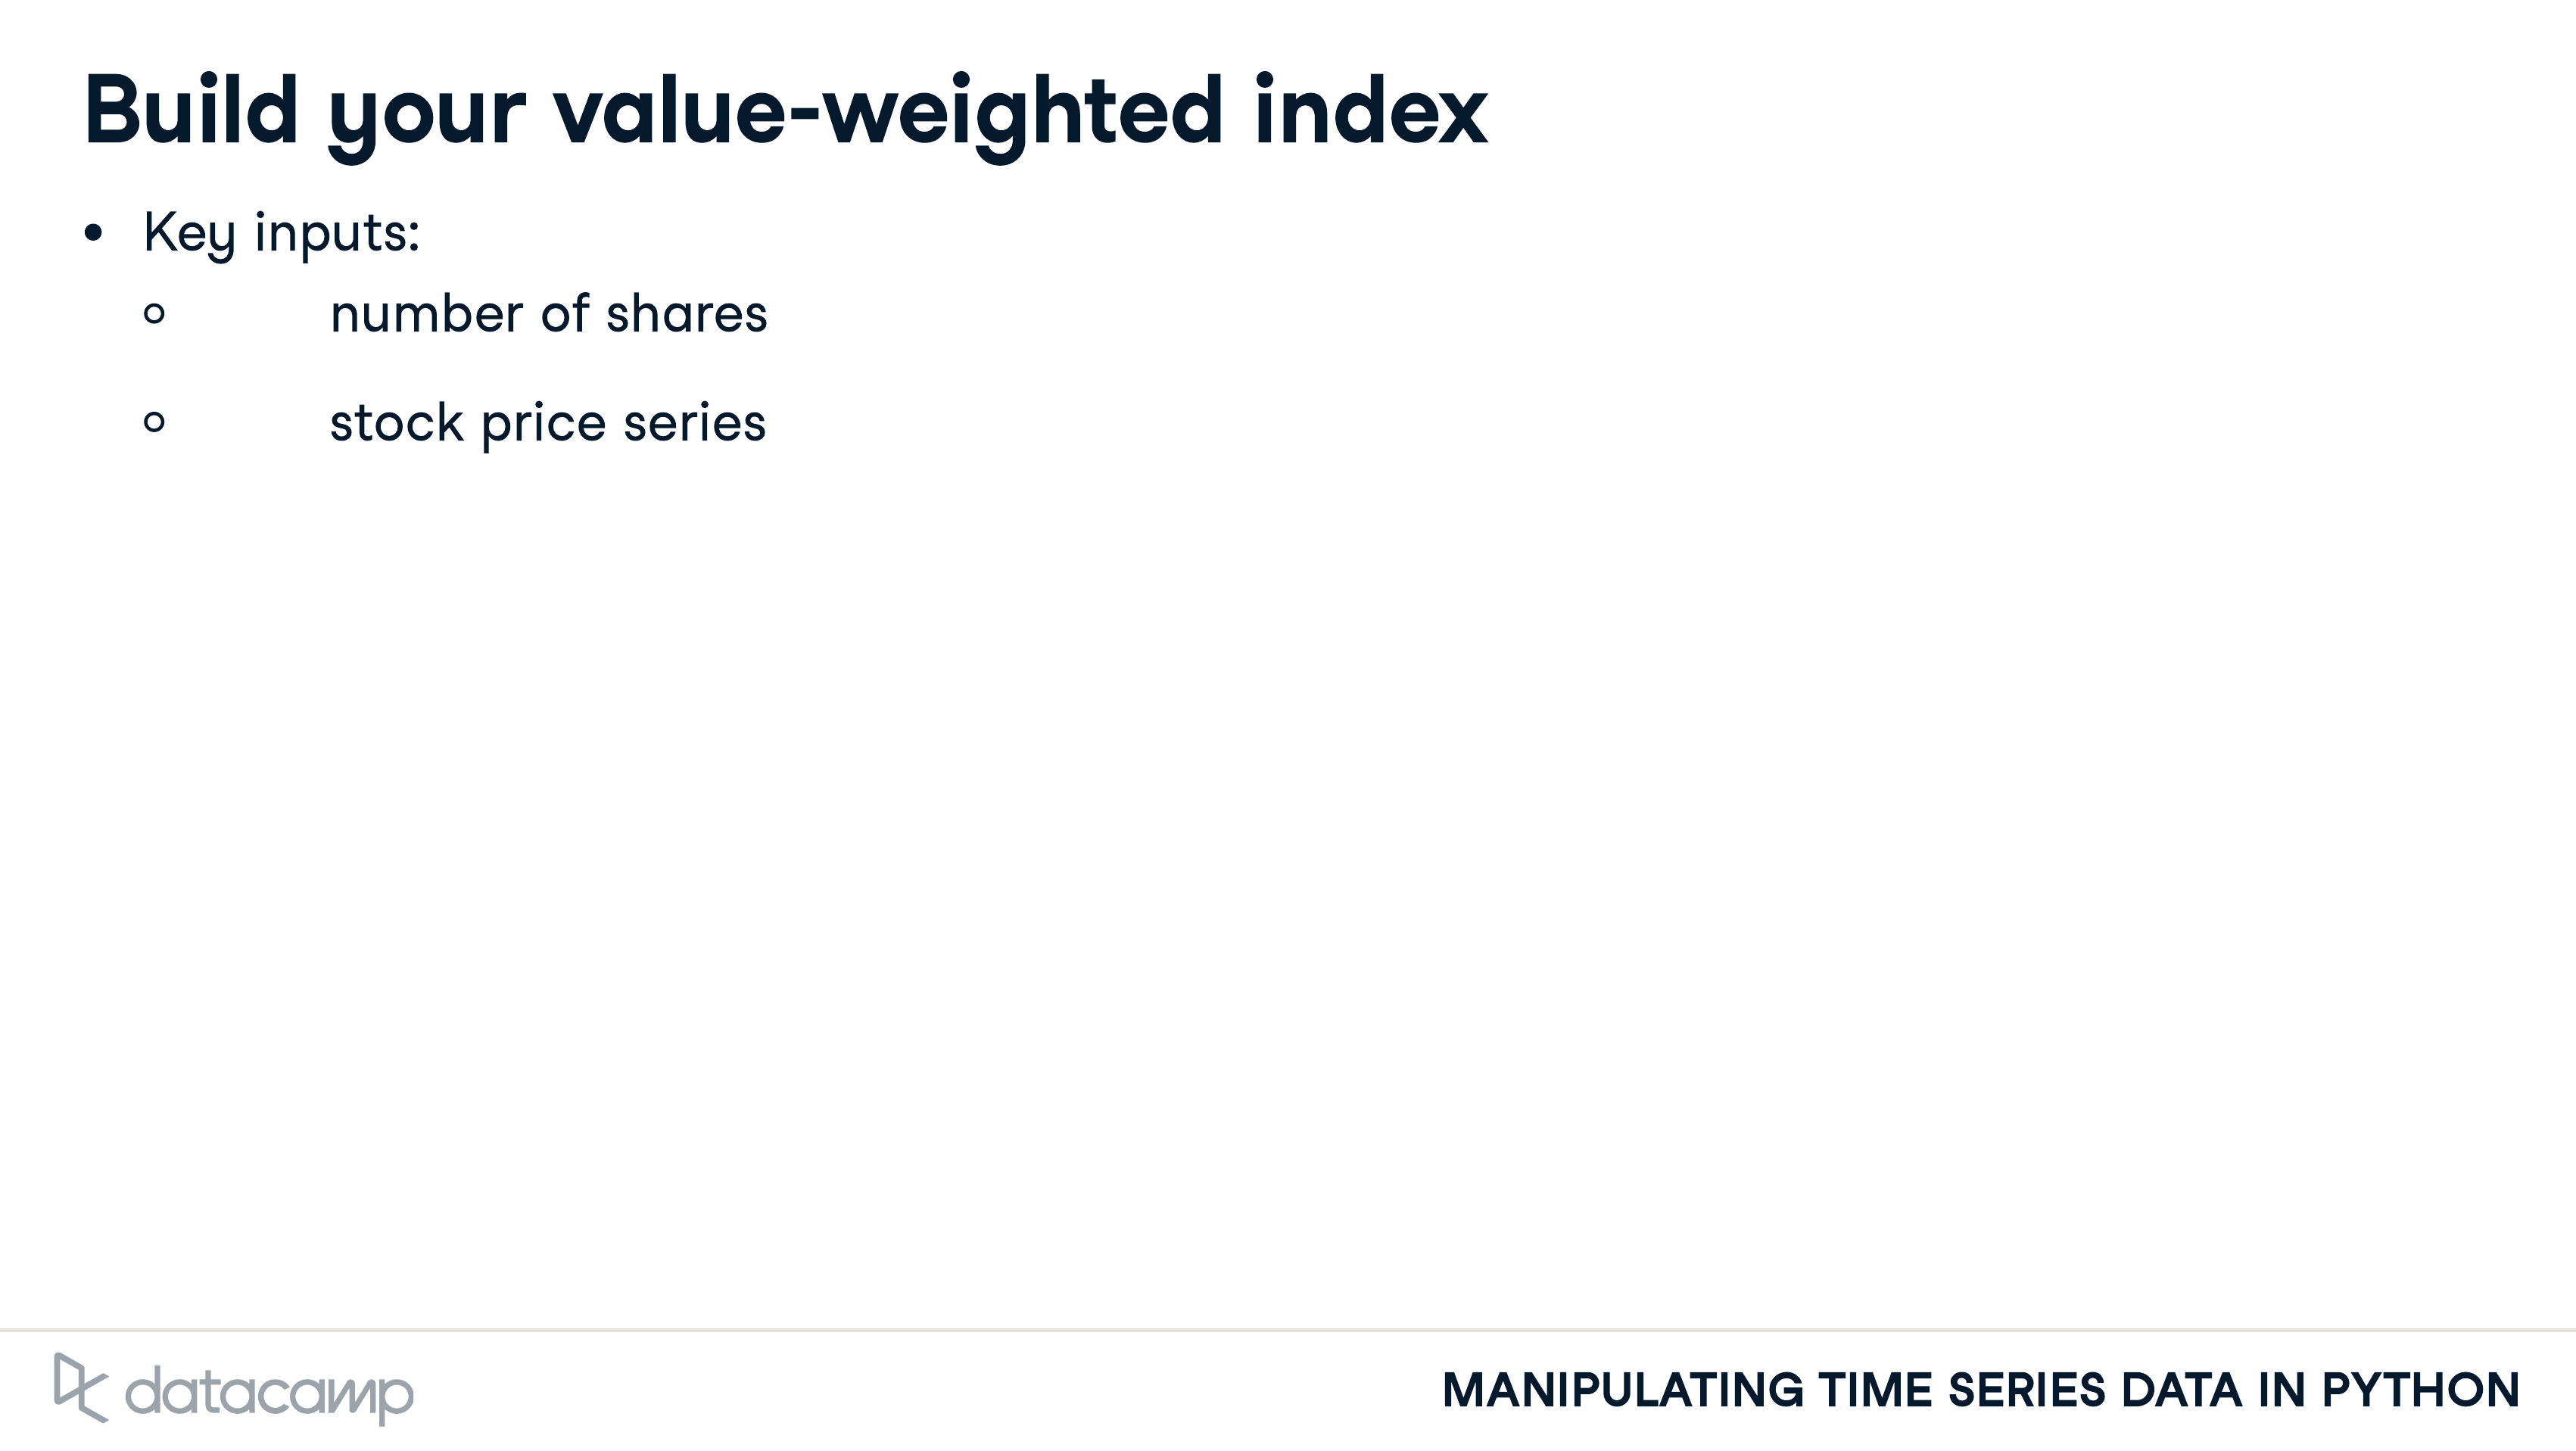 Build your value-weighted index
Key inputs:
number of shares
stock price series
datacamp
MANIPULATING TIME SERIES DATA IN PYTHON